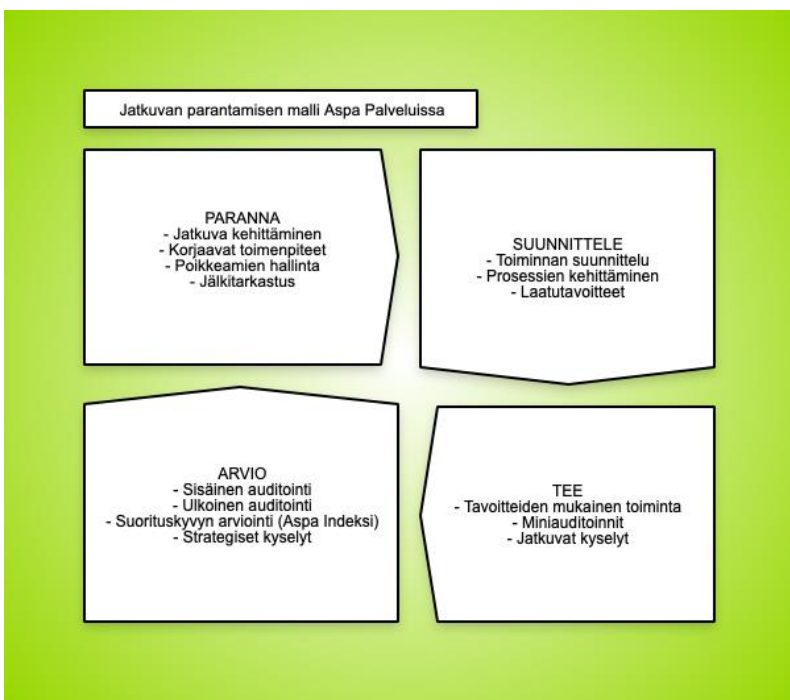 Jatkuvan parantamisen malli Aspa Palveluissa
PARANNA
- Jatkuva kehittäminen
- Korjaavat toimenpiteet
- Poikkeamien hallinta
- Jälkitarkastus
SUUNNITTELE
- Toiminnan suunnittelu
- Prosessien kehittäminen
- Laatutavoitteet
ARVIO
- Sisäinen auditointi
- Ulkoinen auditointi
- Suorituskyvyn arviointi (Aspa Indeksi)
- Strategiset kyselyt
TEE
- Tavoitteiden mukainen toiminta
- Miniauditoinnit
- Jatkuvat kyselyt